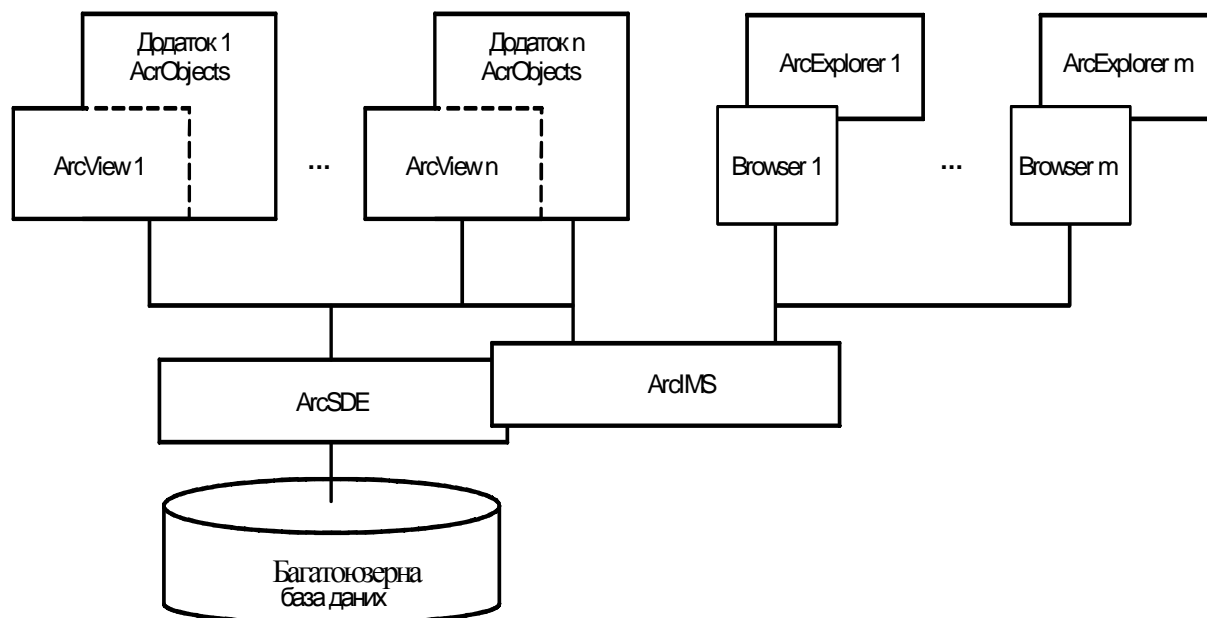 Додаток 1
AcrObjects
Додаток n
AcrObjects
ArcExplorer 1
ArcExplorer m
ArcView 1
...
ArcView n
Browser 1
...
Browser m
ArcSDE
ArcIMS
Багатоюзерна
база даних